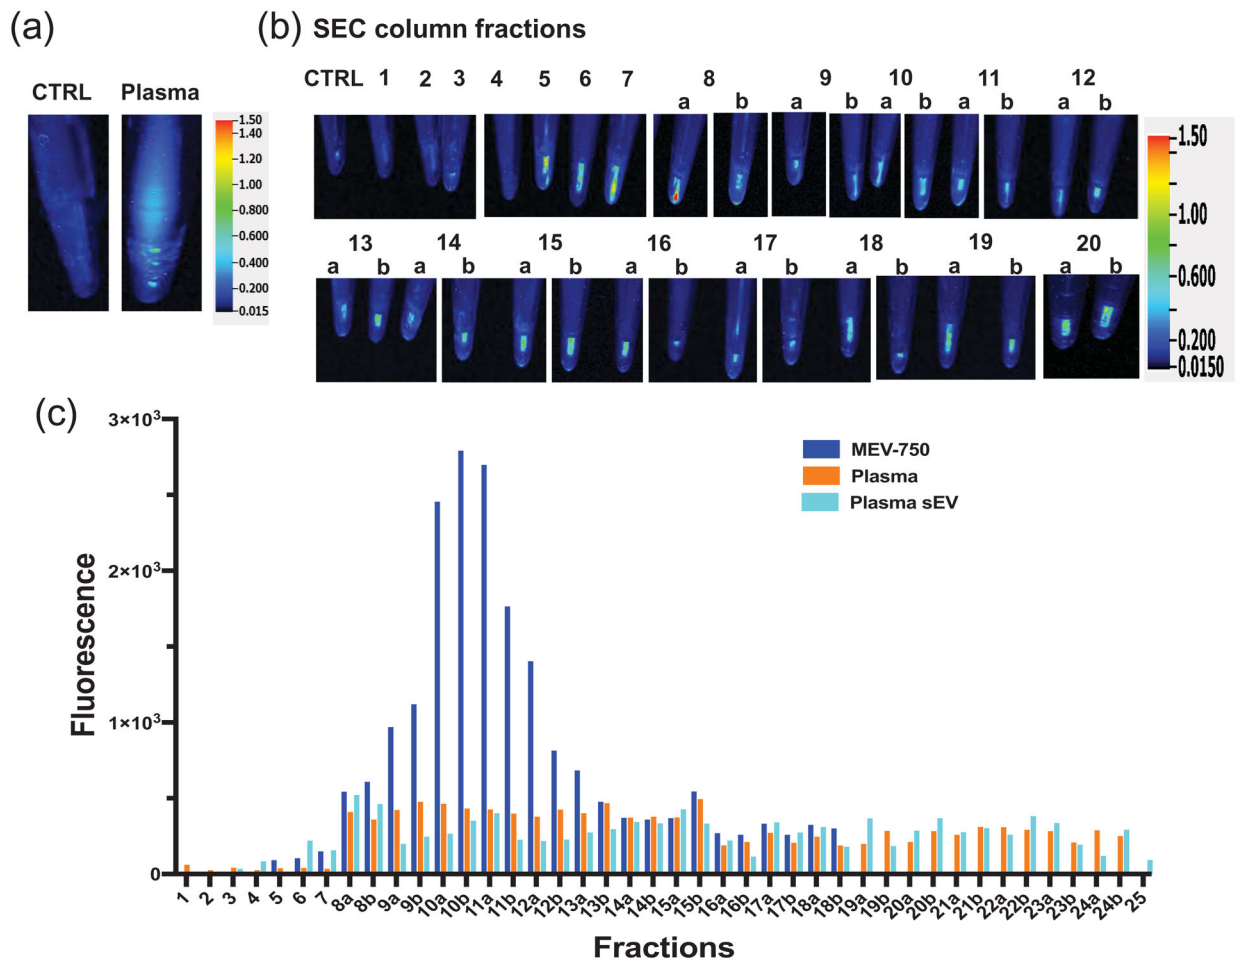 (a)
CTRL Plasma
1.50
1.40
1.20
1.00
0.800
0.600
0.400
0.200
0.015
(b) SEC column fractions
CTRL 1 2 3 4 5 6 7 8 9 10 11 12
a b a b a b a b a b
1.50
1.00
0.600
0.200
0.0150
13 14 15 16 17 18 19 20
a b a b a b a b a b a b a b a b
(c)
3×10³
2×10³
1×10³
0
Fluorescence
MEV-750
Plasma
Plasma sEV
1 2 3 4 5 6 7 8a 8b 9a 9b 10a 10b 11a 11b 12a 12b 13a 13b 14a 14b 15a 15b 16a 16b 17a 17b 18a 18b 19a 19b 20a 20b 21a 21b 22a 22b 23a 23b 24a 24b 25
Fractions